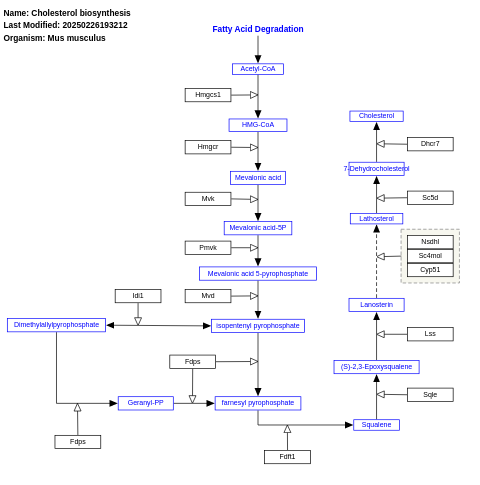 Name: Cholesterol biosynthesis
Last Modified: 20250226193212
Organism: Mus musculus
Fatty Acid Degradation
Acetyl-CoA
Hmgcs1
HMG-CoA
Hmgcr
Mevalonic acid
Mvk
Mevalonic acid-5P
Pmvk
Mevalonic acid 5-pyrophosphate
Mvd
Idi1
Dimethylallylpyrophosphate
isopentenyl pyrophosphate
Fdps
Geranyl-PP
farnesyl pyrophosphate
Fdps
Fdft1
Cholesterol
Dhcr7
7-Dehydrocholesterol
Sc5d
Lathosterol
Nsdhl
Sc4mol
Cyp51
Lanosterin
Lss
(S)-2,3-Epoxysqualene
Sqle
Squalene